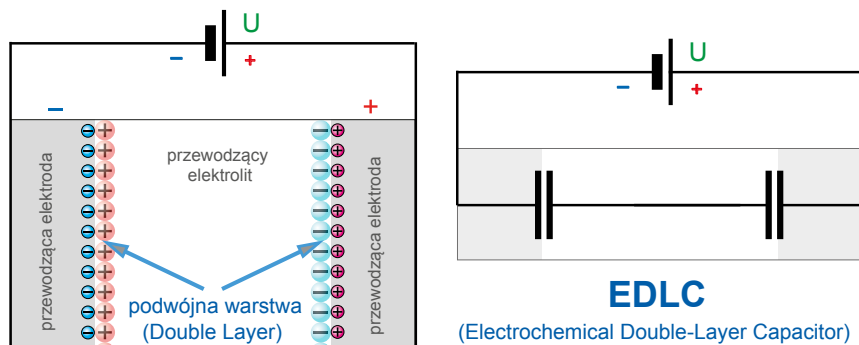 U
− +
− +
przewodząca elektroda
przewodzący
elektrolit
przewodząca elektroda
podwójna warstwa
(Double Layer)
U
− +
EDLC
(Electrochemical Double-Layer Capacitor)